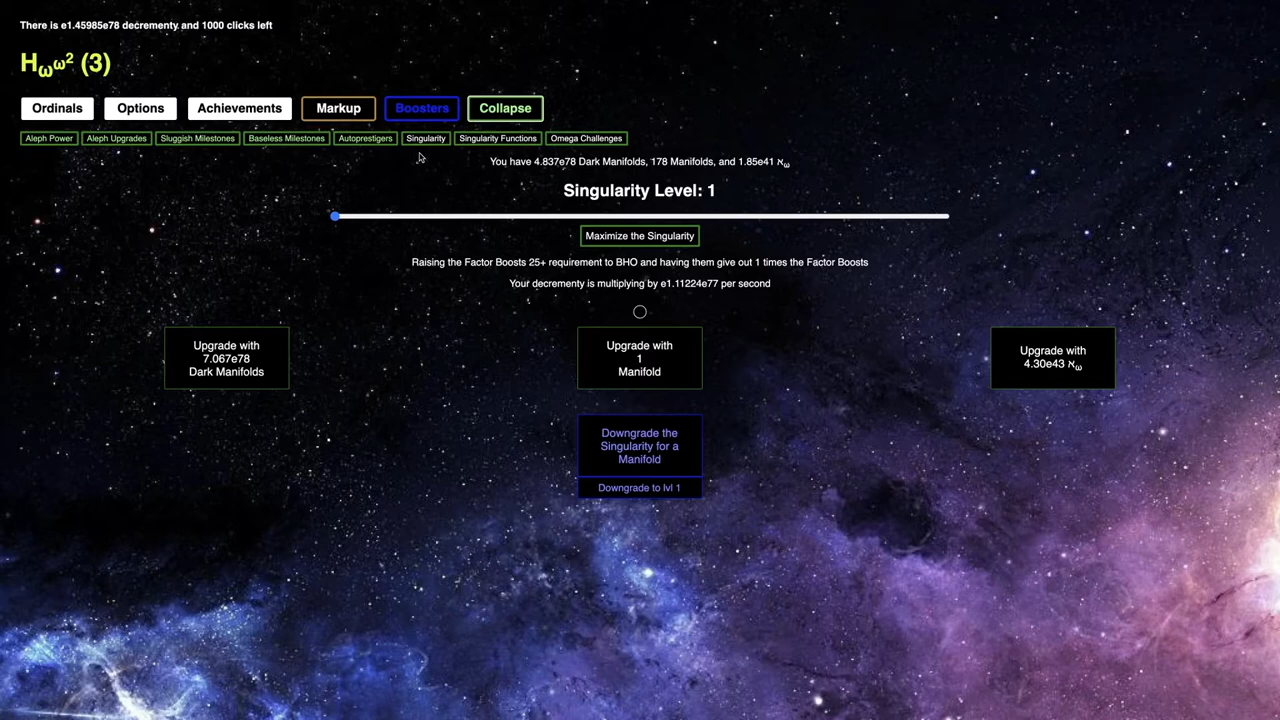 There is e1.45985e78 decrementy and 1000 clicks left
Hωω² (3)
Ordinals Options Achievements Markup Boosters Collapse
Aleph Power Aleph Upgrades Sluggish Milestones Baseless Milestones Autoprestigers Singularity Singularity Functions Omega Challenges
You have 4.837e78 Dark Manifolds, 178 Manifolds, and 1.85e41 ℵω
Singularity Level: 1
Maximize the Singularity
Raising the Factor Boosts 25+ requirement to BHO and having them give out 1 times the Factor Boosts
Your decrementy is multiplying by e1.11224e77 per second
Upgrade with
7.067e78
Dark Manifolds
Upgrade with
1
Manifold
Upgrade with
4.30e43 ℵω
Downgrade the
Singularity for a
Manifold
Downgrade to lvl 1